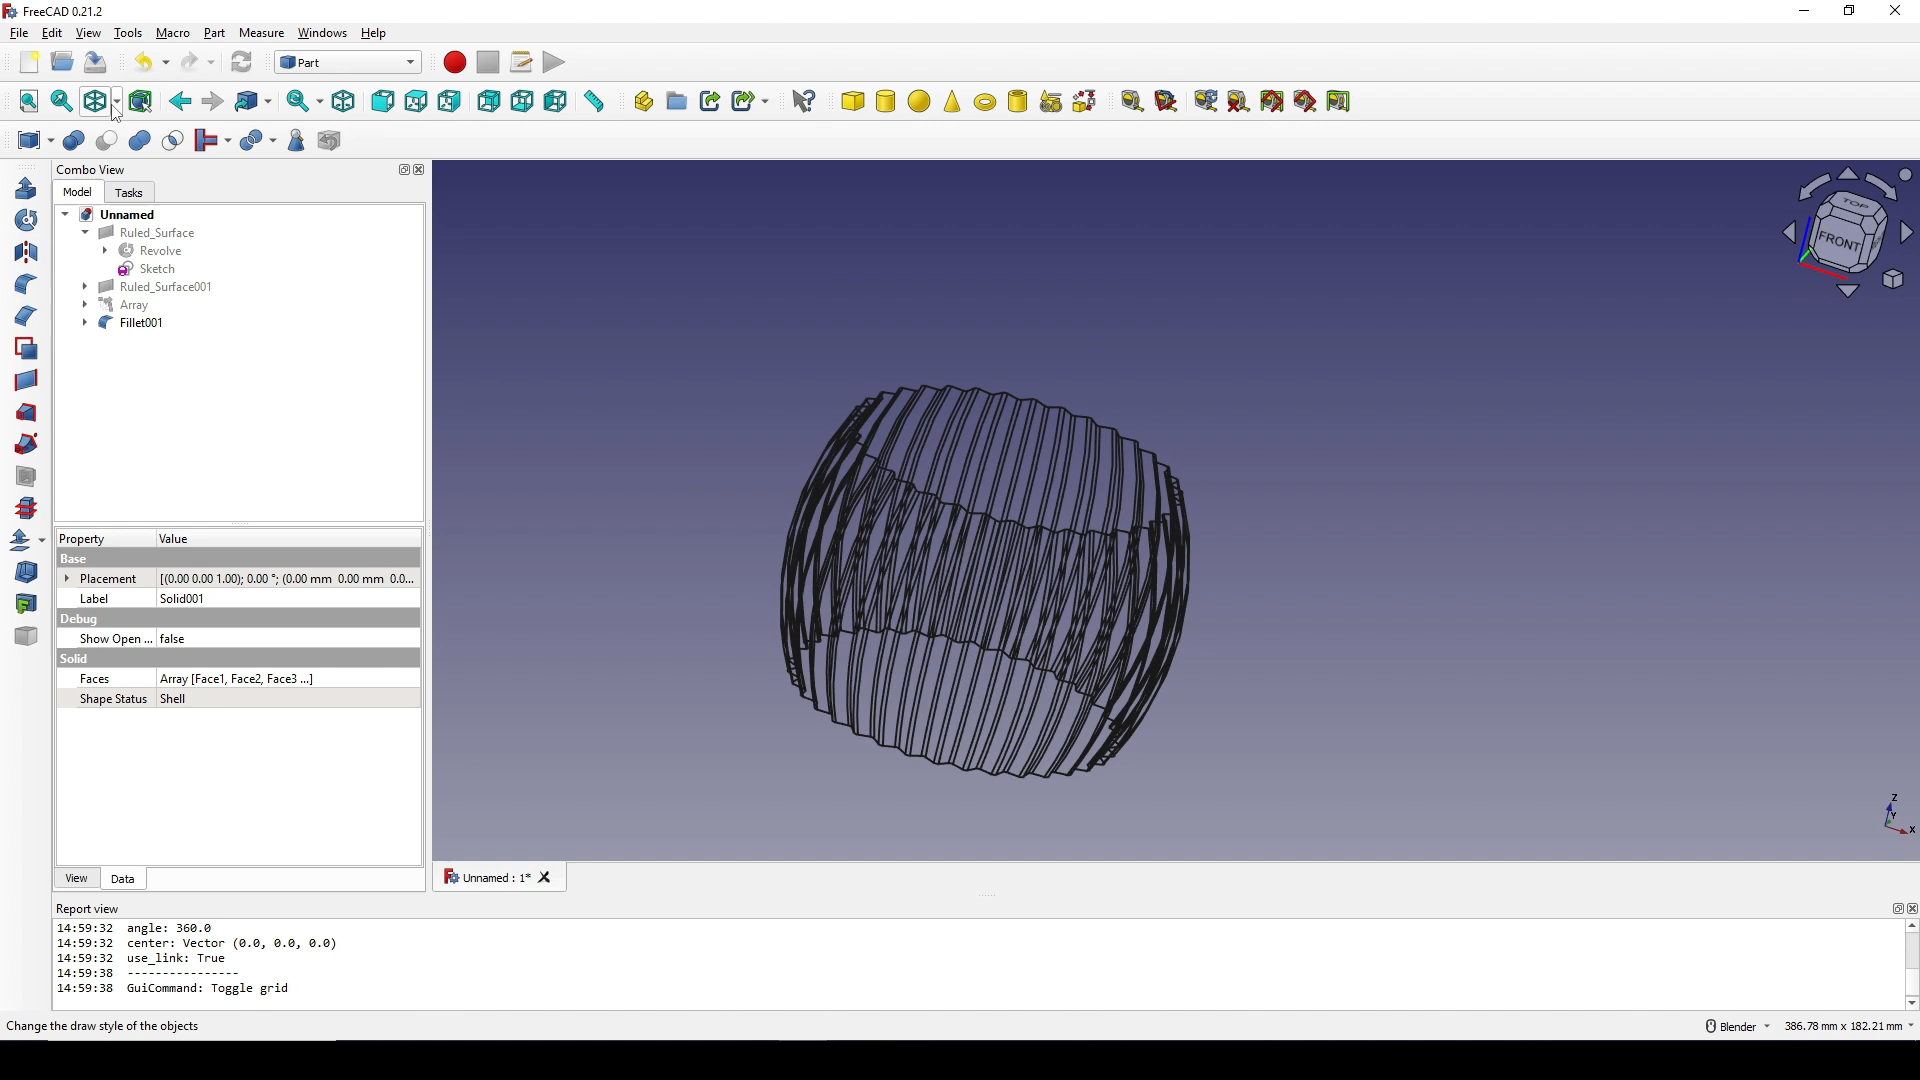 FreeCAD 0.21.2
File Edit View Tools Macro Part Measure Windows Help
Part
Combo View
Model Tasks
Unnamed
Ruled_Surface
Revolve
Sketch
Ruled_Surface001
Array
Fillet001
Property Value
Base
Placement [(0.00 0.00 1.00); 0.00 °; (0.00 mm 0.00 mm 0.0...
Label Solid001
Debug
Show Open ... false
Solid
Faces Array [Face1, Face2, Face3 ...]
Shape Status Shell
View Data
TOP
FRONT
Z
Y
X
Unnamed : 1*
Report view
14:59:32 angle: 360.0
14:59:32 center: Vector (0.0, 0.0, 0.0)
14:59:32 use_link: True
14:59:38 ----------------
14:59:38 GuiCommand: Toggle grid
Change the draw style of the objects
Blender 386.78 mm x 182.21 mm